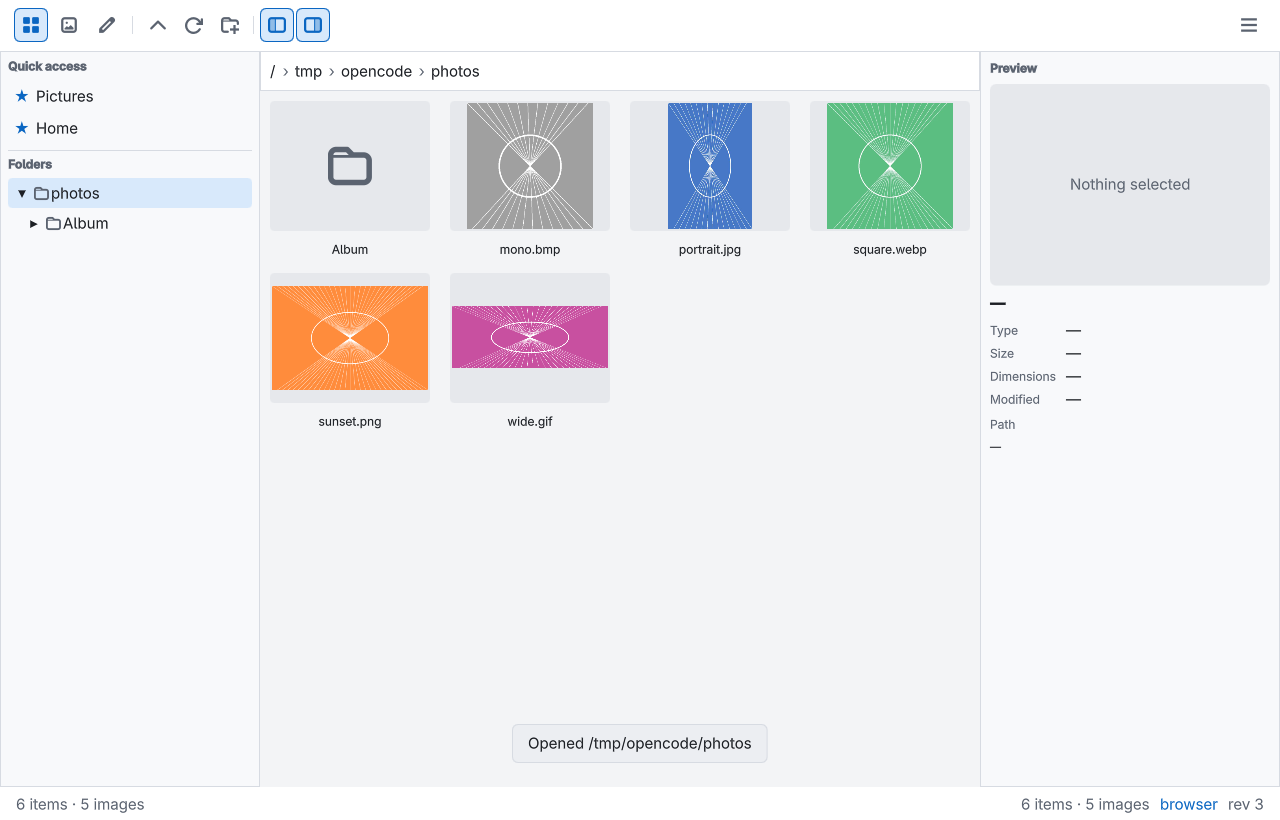 Quick access
Pictures
Home
Folders
photos
Album
/ › tmp › opencode › photos
Album
mono.bmp
portrait.jpg
square.webp
sunset.png
wide.gif
Opened /tmp/opencode/photos
Preview
Nothing selected
—
Type —
Size —
Dimensions —
Modified —
Path
—
6 items · 5 images
6 items · 5 images browser rev 3